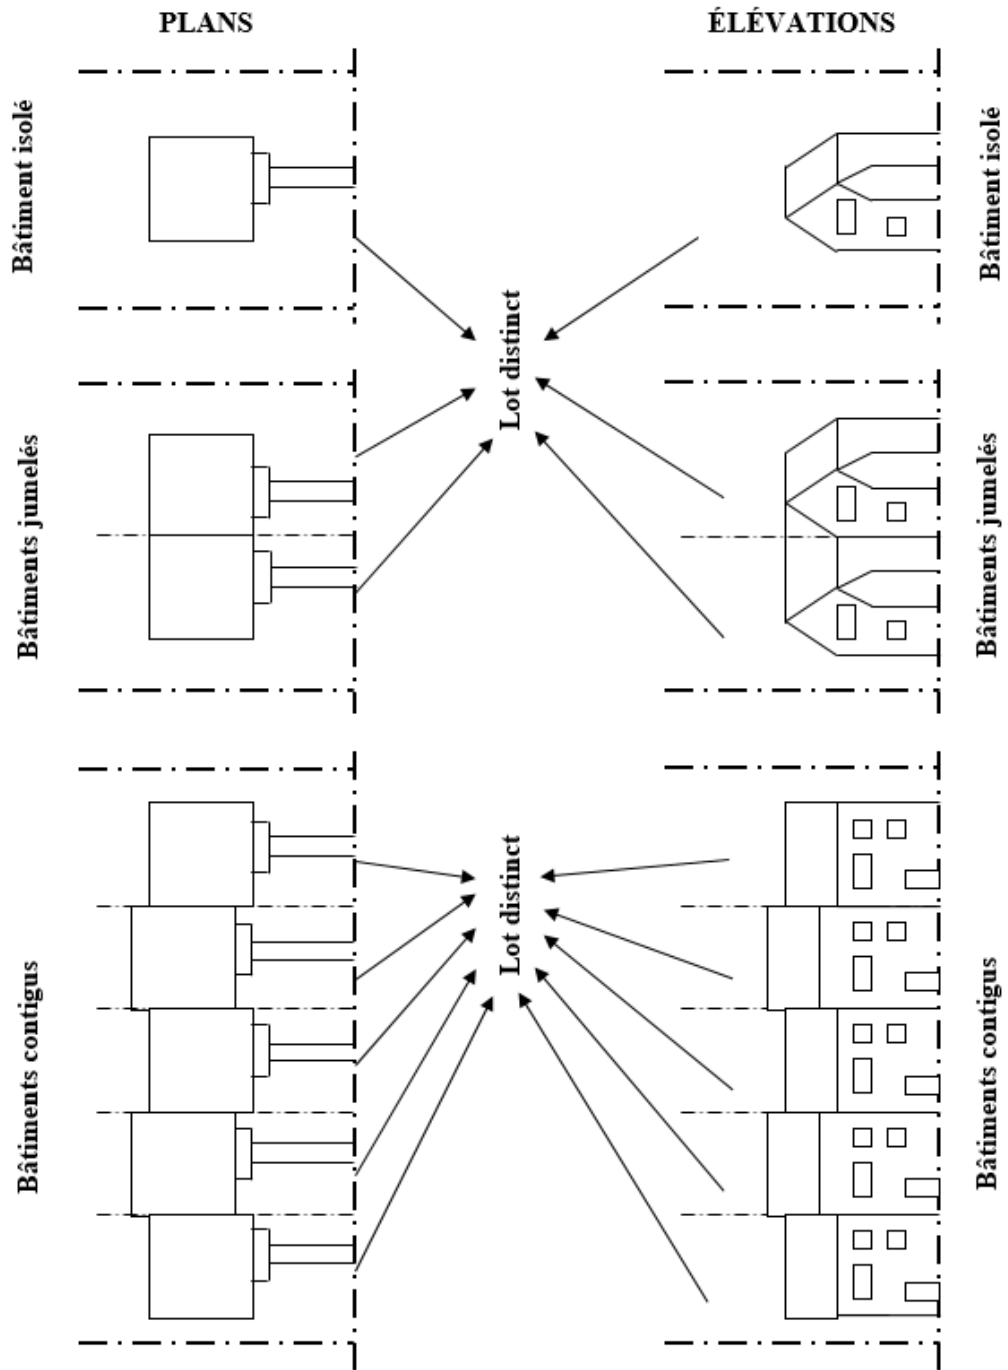 PLANS
ÉLÉVATIONS
Bâtiment isolé
Bâtiment isolé
Lot distinct
Bâtiments jumelés
Bâtiments jumelés
Lot distinct
Bâtiments contigus
Bâtiments contigus